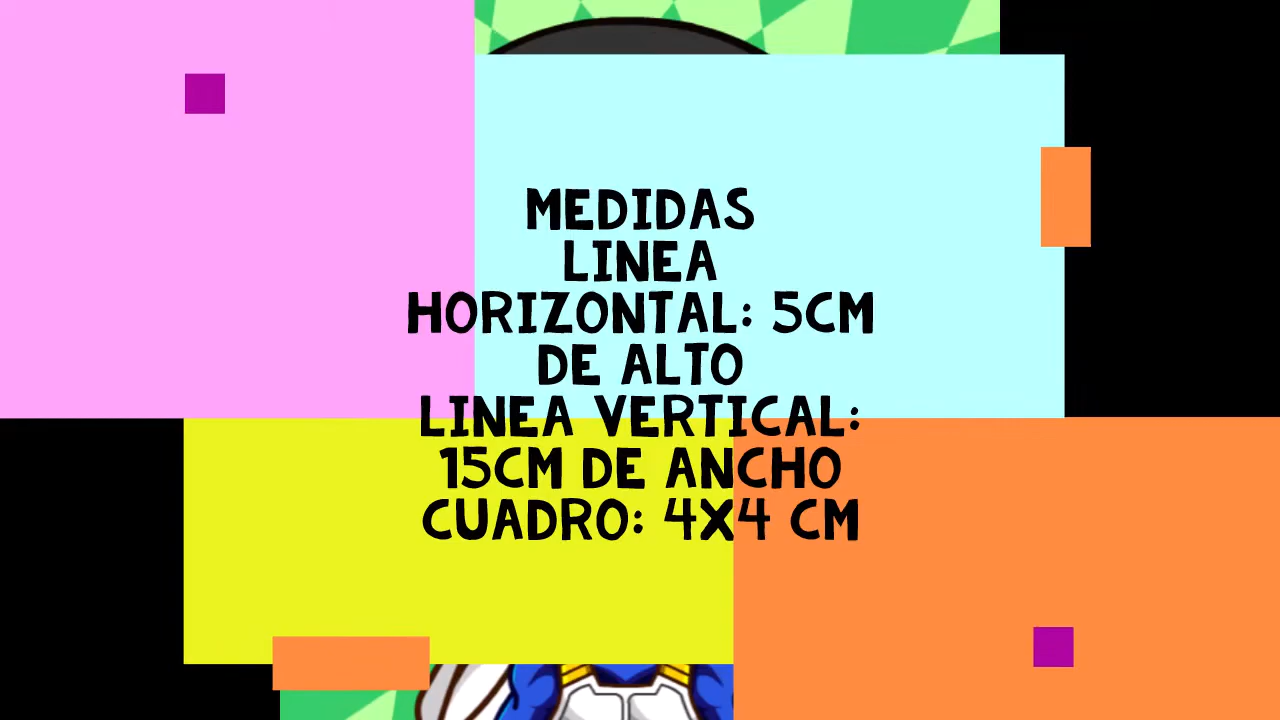 MEDIDAS
LINEA
HORIZONTAL: 5CM
DE ALTO
LINEA VERTICAL:
15CM DE ANCHO
CUADRO: 4X4 CM